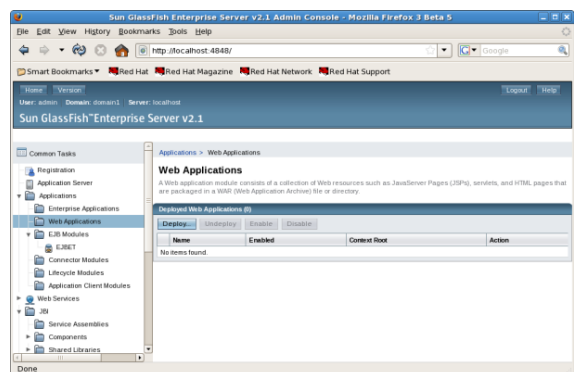 Sun GlassFish Enterprise Server v2.1 Admin Console - Mozilla Firefox 3 Beta 5
File Edit View History Bookmarks Tools Help
http://localhost:4848/
Google
Smart Bookmarks Red Hat Red Hat Magazine Red Hat Network Red Hat Support
Home Version Logout Help
User: admin Domain: domain1 Server: localhost
Sun GlassFish™ Enterprise Server v2.1
Common Tasks
Registration
Application Server
Applications
Enterprise Applications
Web Applications
EJB Modules
EJBET
Connector Modules
Lifecycle Modules
Application Client Modules
Web Services
JBI
Service Assemblies
Components
Shared Libraries
Applications > Web Applications
Web Applications
A Web application module consists of a collection of Web resources such as JavaServer Pages (JSPs), servlets, and HTML pages that
are packaged in a WAR (Web Application Archive) file or directory.
Deployed Web Applications (0)
Deploy... Undeploy Enable Disable
Name Enabled Context Root Action
No items found.
Done